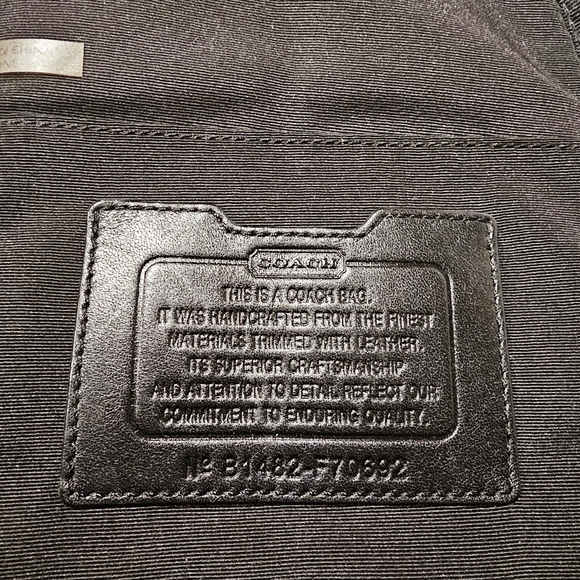 COACH
THIS IS A COACH BAG.
IT WAS HANDCRAFTED FROM THE FINEST
MATERIALS TRIMMED WITH LEATHER.
ITS SUPERIOR CRAFTSMANSHIP
AND ATTENTION TO DETAIL REFLECT OUR
COMMITMENT TO ENDURING QUALITY.
Nº B1482-F70692